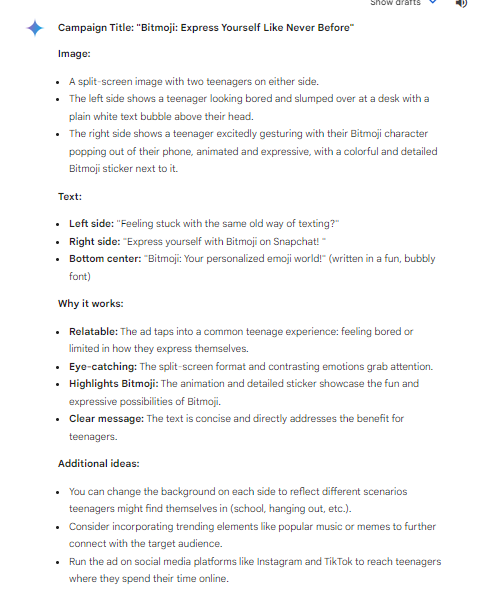 Show drafts
Campaign Title: "Bitmoji: Express Yourself Like Never Before"
Image:
• A split-screen image with two teenagers on either side.
• The left side shows a teenager looking bored and slumped over at a desk with a
plain white text bubble above their head.
• The right side shows a teenager excitedly gesturing with their Bitmoji character
popping out of their phone, animated and expressive, with a colorful and detailed
Bitmoji sticker next to it.
Text:
• Left side: "Feeling stuck with the same old way of texting?"
• Right side: "Express yourself with Bitmoji on Snapchat! "
• Bottom center: "Bitmoji: Your personalized emoji world!" (written in a fun, bubbly
font)
Why it works:
• Relatable: The ad taps into a common teenage experience: feeling bored or
limited in how they express themselves.
• Eye-catching: The split-screen format and contrasting emotions grab attention.
• Highlights Bitmoji: The animation and detailed sticker showcase the fun and
expressive possibilities of Bitmoji.
• Clear message: The text is concise and directly addresses the benefit for
teenagers.
Additional ideas:
• You can change the background on each side to reflect different scenarios
teenagers might find themselves in (school, hanging out, etc.).
• Consider incorporating trending elements like popular music or memes to further
connect with the target audience.
• Run the ad on social media platforms like Instagram and TikTok to reach teenagers
where they spend their time online.